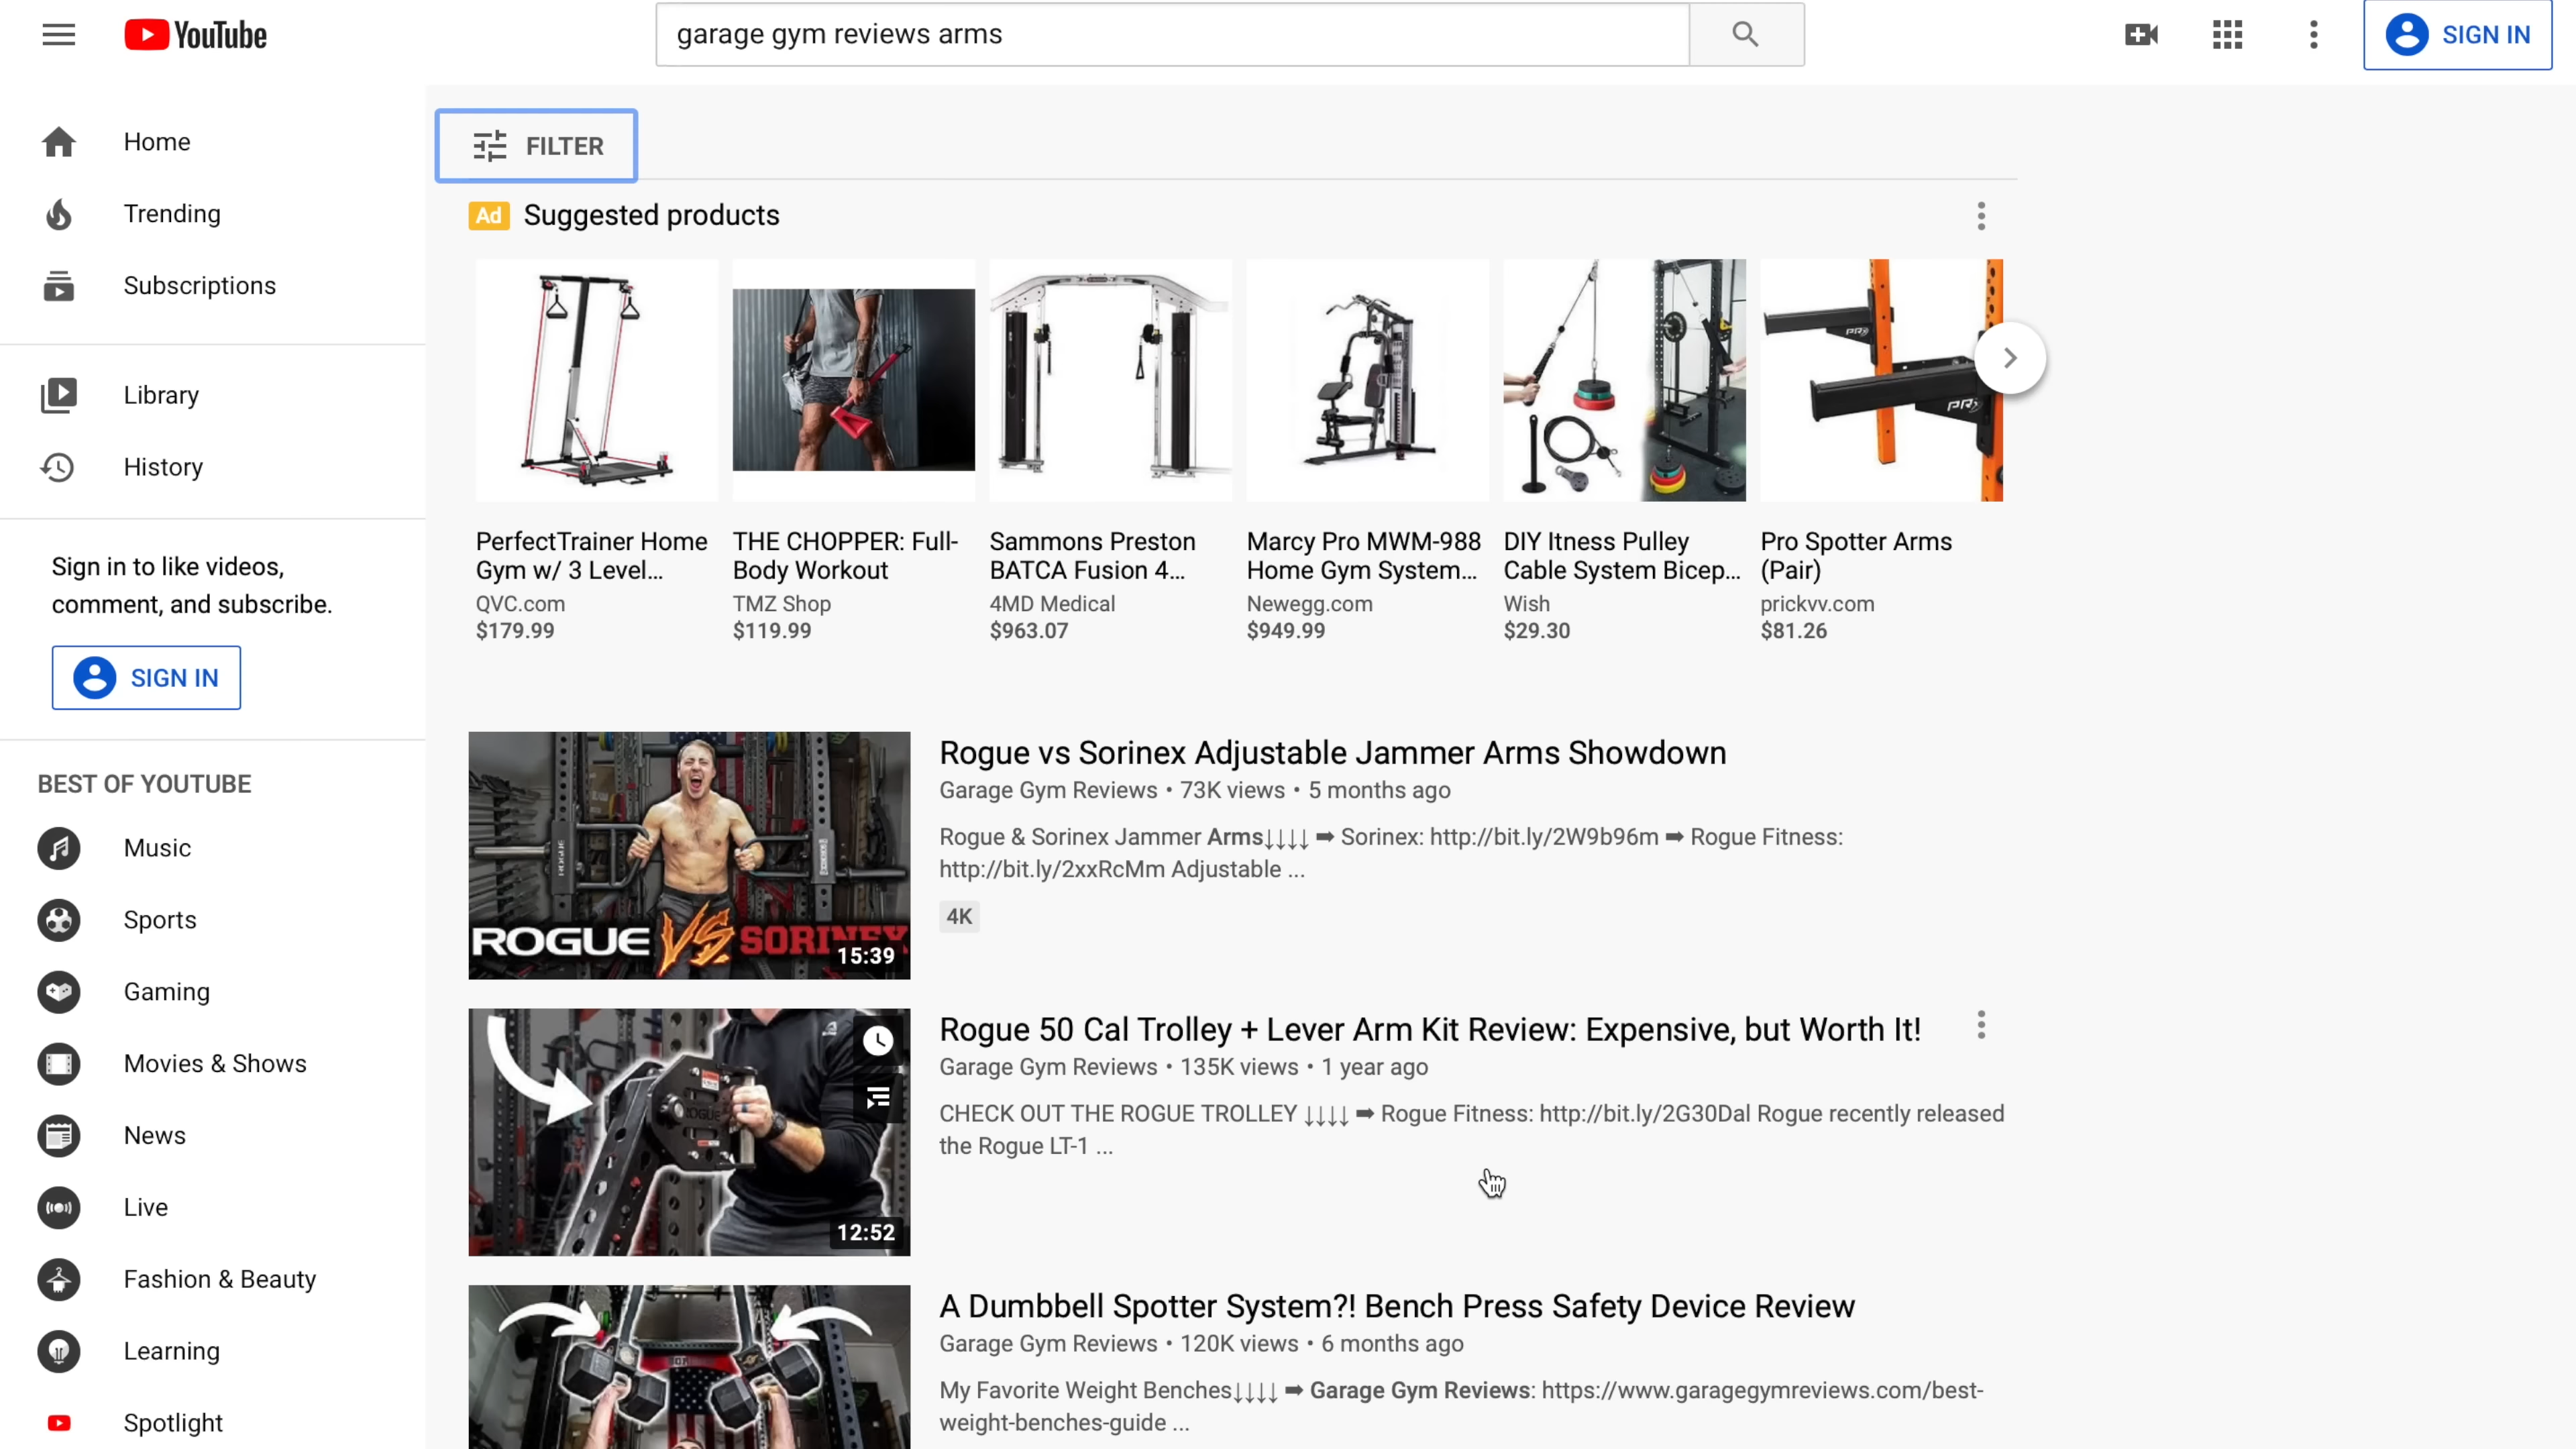 YouTube
garage gym reviews arms
SIGN IN
Home
Trending
Subscriptions
Library
History
Sign in to like videos,
comment, and subscribe.
SIGN IN
BEST OF YOUTUBE
Music
Sports
Gaming
Movies & Shows
News
Live
Fashion & Beauty
Learning
Spotlight
FILTER
Ad Suggested products
PerfectTrainer Home
Gym w/ 3 Level...
QVC.com
$179.99
THE CHOPPER: Full-
Body Workout
TMZ Shop
$119.99
Sammons Preston
BATCA Fusion 4...
4MD Medical
$963.07
Marcy Pro MWM-988
Home Gym System...
Newegg.com
$949.99
DIY Itness Pulley
Cable System Bicep...
Wish
$29.30
PRx
PRx
Pro Spotter Arms
(Pair)
prickvv.com
$81.26
ROGUE
ROGUE VS SORINEX
15:39
Rogue vs Sorinex Adjustable Jammer Arms Showdown
Garage Gym Reviews • 73K views • 5 months ago
Rogue & Sorinex Jammer Arms↓↓↓↓ ➡ Sorinex: http://bit.ly/2W9b96m ➡ Rogue Fitness:
http://bit.ly/2xxRcMm Adjustable ...
4K
ROGUE
12:52
Rogue 50 Cal Trolley + Lever Arm Kit Review: Expensive, but Worth It!
Garage Gym Reviews • 135K views • 1 year ago
CHECK OUT THE ROGUE TROLLEY ↓↓↓↓ ➡ Rogue Fitness: http://bit.ly/2G30Dal Rogue recently released
the Rogue LT-1 ...
A Dumbbell Spotter System?! Bench Press Safety Device Review
Garage Gym Reviews • 120K views • 6 months ago
My Favorite Weight Benches↓↓↓↓ ➡ Garage Gym Reviews: https://www.garagegymreviews.com/best-
weight-benches-guide ...